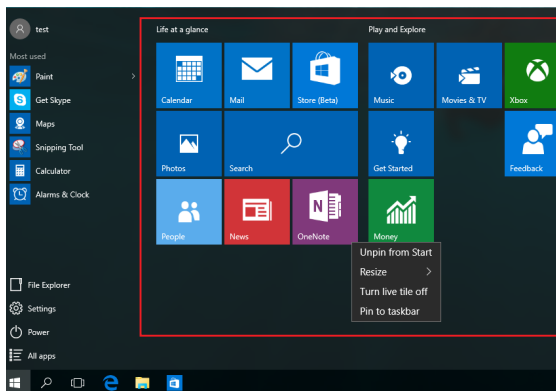 test
Most used
Paint
Get Skype
Maps
Snipping Tool
Calculator
Alarms & Clock
File Explorer
Settings
Power
All apps
Life at a glance
Calendar
Mail
Store (Beta)
Photos
Search
People
News
OneNote
Play and Explore
Music
Movies & TV
Xbox
Get Started
Feedback
Money
Unpin from Start
Resize
Turn live tile off
Pin to taskbar